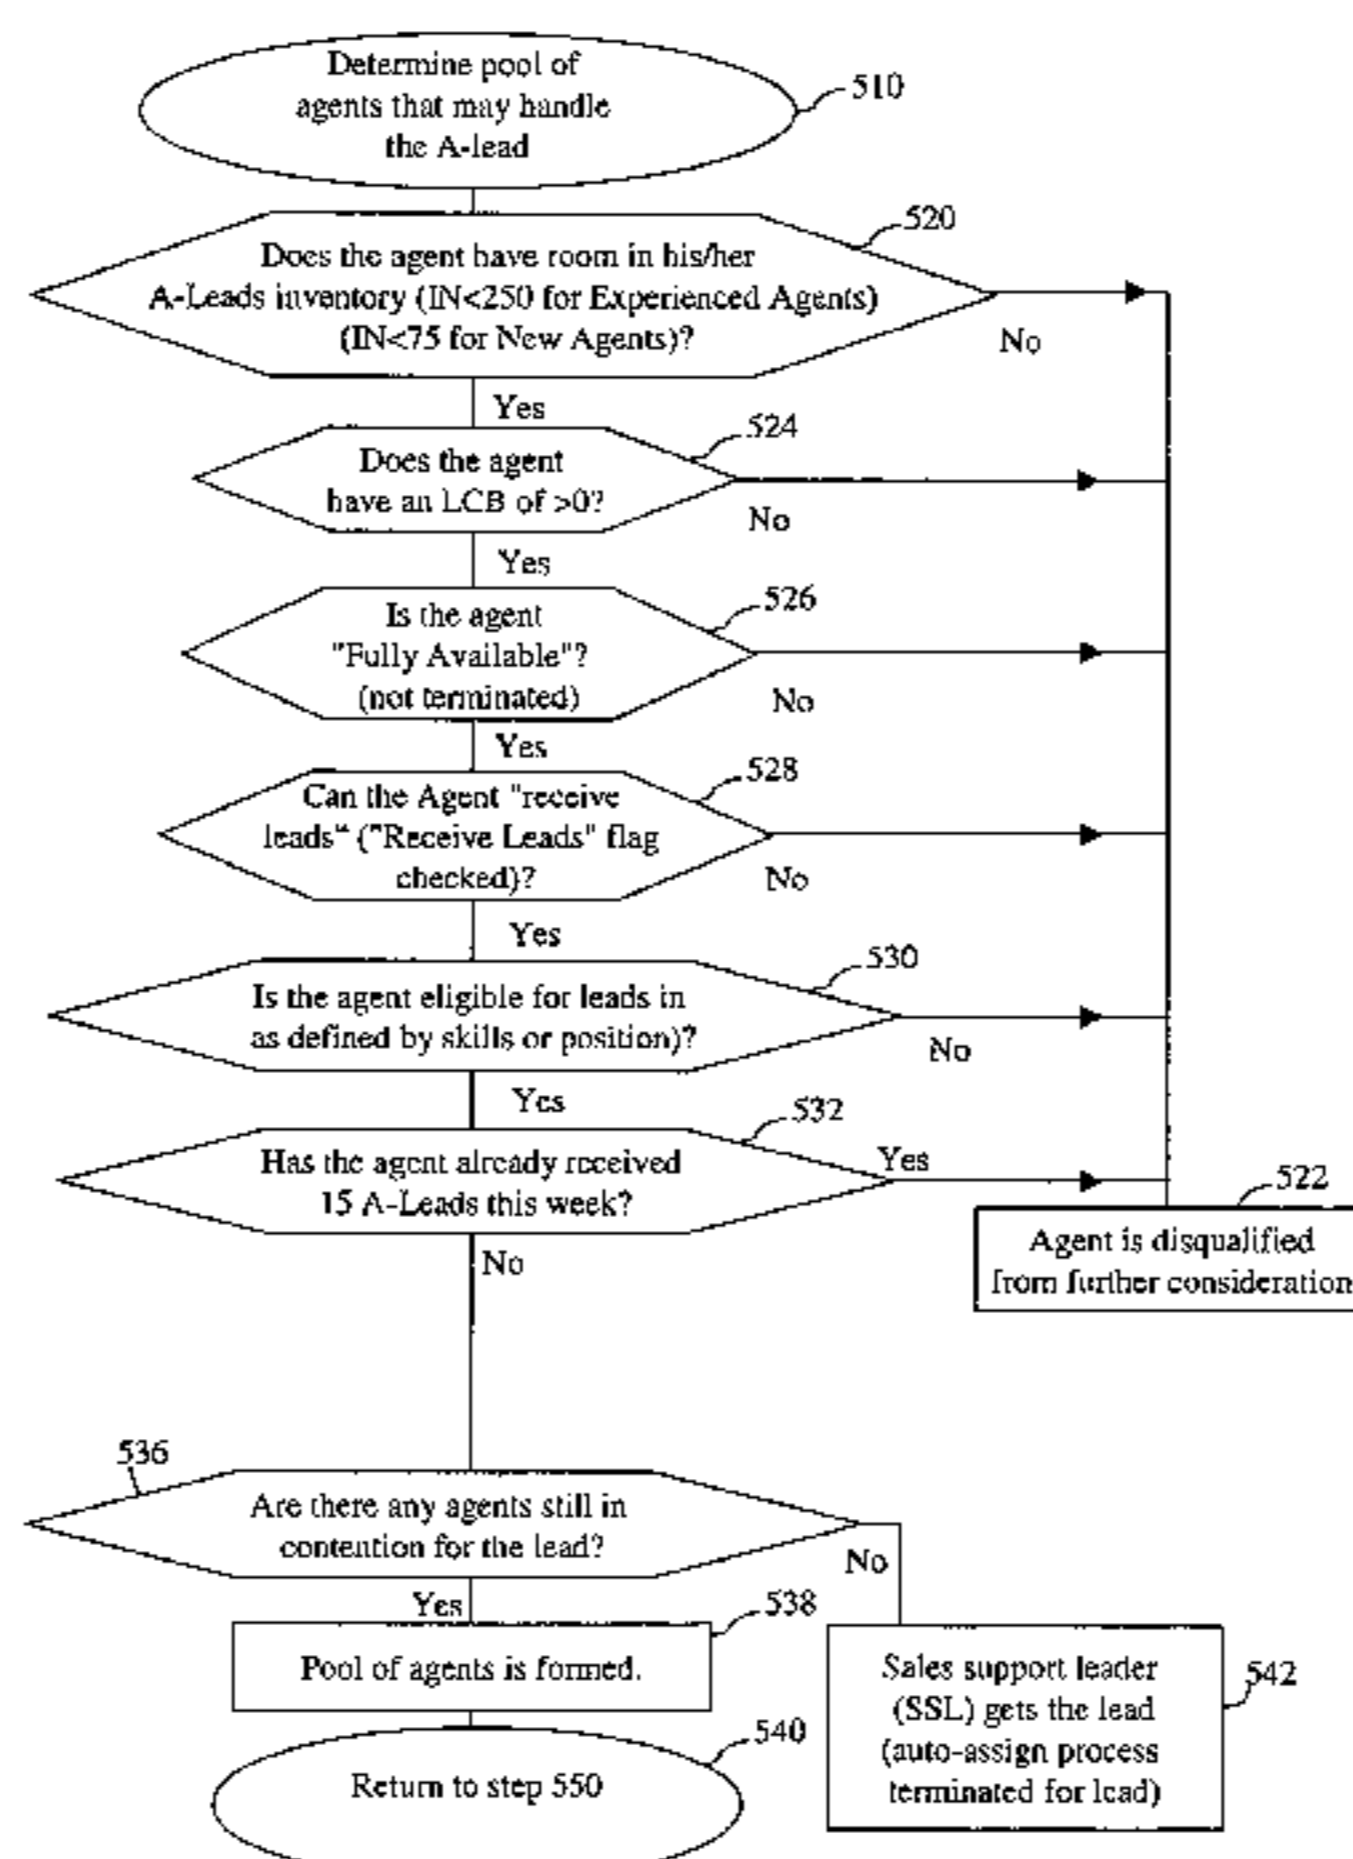 Determine pool of
agents that may handle
the A-lead
510
520
Does the agent have room in his/her
A-Leads inventory (IN<250 for Experienced Agents)
(IN<75 for New Agents)?
No
Yes
524
Does the agent
have an LCB of >0?
No
Yes
526
Is the agent
"Fully Available"?
(not terminated)
No
Yes
528
Can the Agent "receive
leads" ("Receive Leads" flag
checked)?
No
Yes
530
Is the agent eligible for leads in
as defined by skills or position)?
No
Yes
532
Has the agent already received
15 A-Leads this week?
Yes
No
522
Agent is disqualified
from further consideration
536
Are there any agents still in
contention for the lead?
No
Yes
538
Pool of agents is formed.
Sales support leader
(SSL) gets the lead
(auto-assign process
terminated for lead)
542
540
Return to step 550